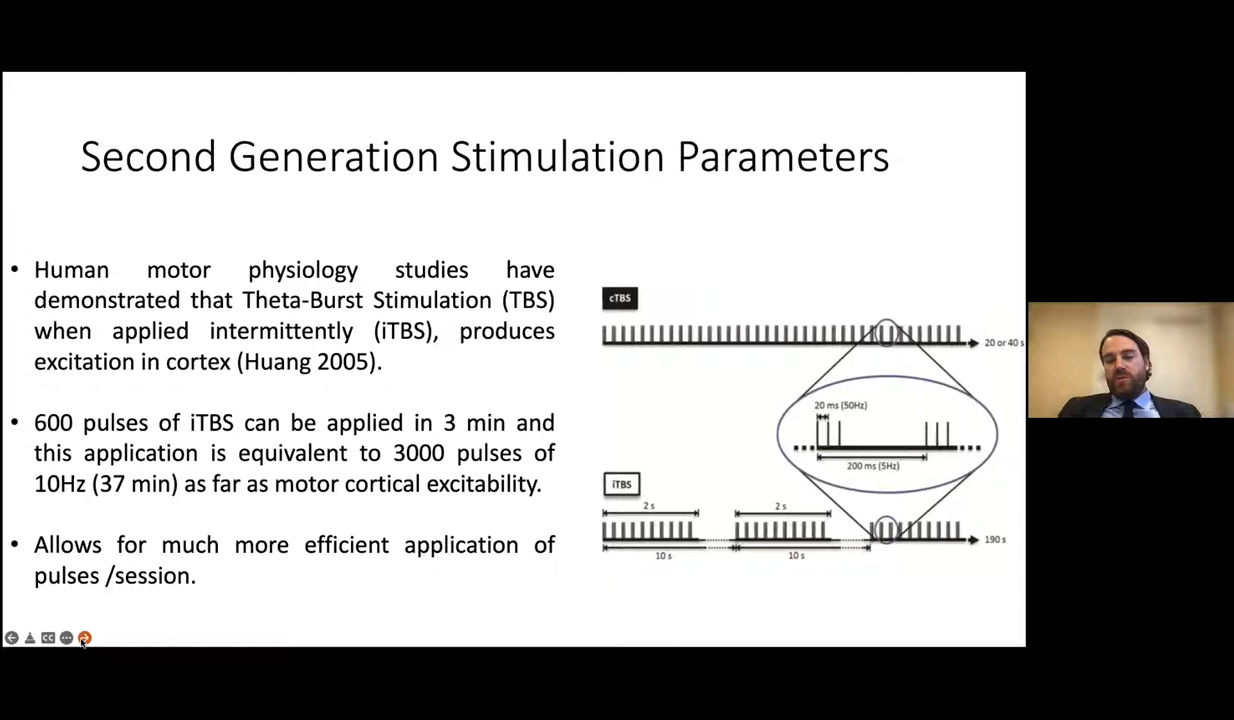 Second Generation Stimulation Parameters
• Human motor physiology studies have
demonstrated that Theta-Burst Stimulation (TBS)
when applied intermittently (iTBS), produces
excitation in cortex (Huang 2005).
• 600 pulses of iTBS can be applied in 3 min and
this application is equivalent to 3000 pulses of
10Hz (37 min) as far as motor cortical excitability.
• Allows for much more efficient application of
pulses /session.
cTBS
20 or 40 s
20 ms (50Hz)
200 ms (5Hz)
iTBS
2 s
2 s
10 s
10 s
190 s
CC